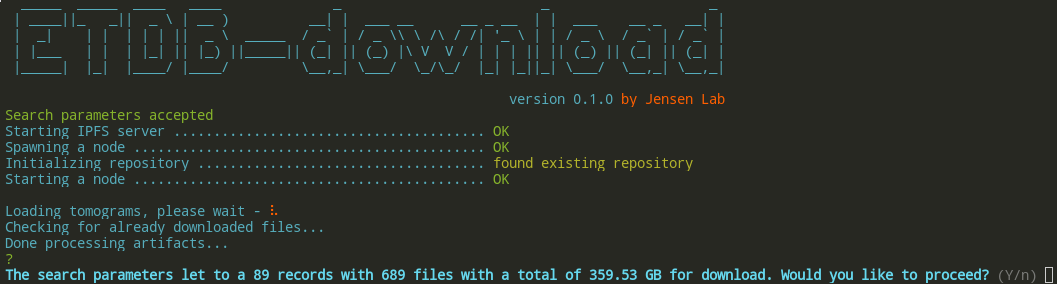 ETDB-download
version 0.1.0 by Jensen Lab
Search parameters accepted
Starting IPFS server ....................................... OK
Spawning a node ............................................ OK
Initializing repository .................................... found existing repository
Starting a node ............................................ OK
Loading tomograms, please wait - ⠧
Checking for already downloaded files...
Done processing artifacts...
?
The search parameters let to a 89 records with 689 files with a total of 359.53 GB for download. Would you like to proceed? (Y/n)